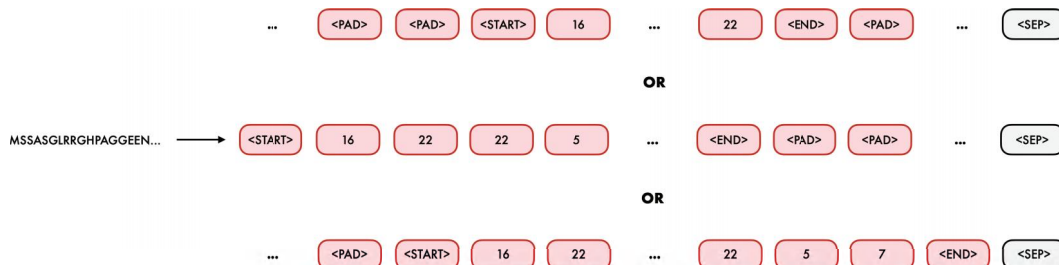 ... <PAD> <PAD> <START> 16 ... 22 <END> <PAD> ... <SEP>
OR
MSSASGLRRGHPAGGEEN... <START> 16 22 22 5 ... <END> <PAD> <PAD> ... <SEP>
OR
... <PAD> <START> 16 22 ... 22 5 7 <END> <SEP>